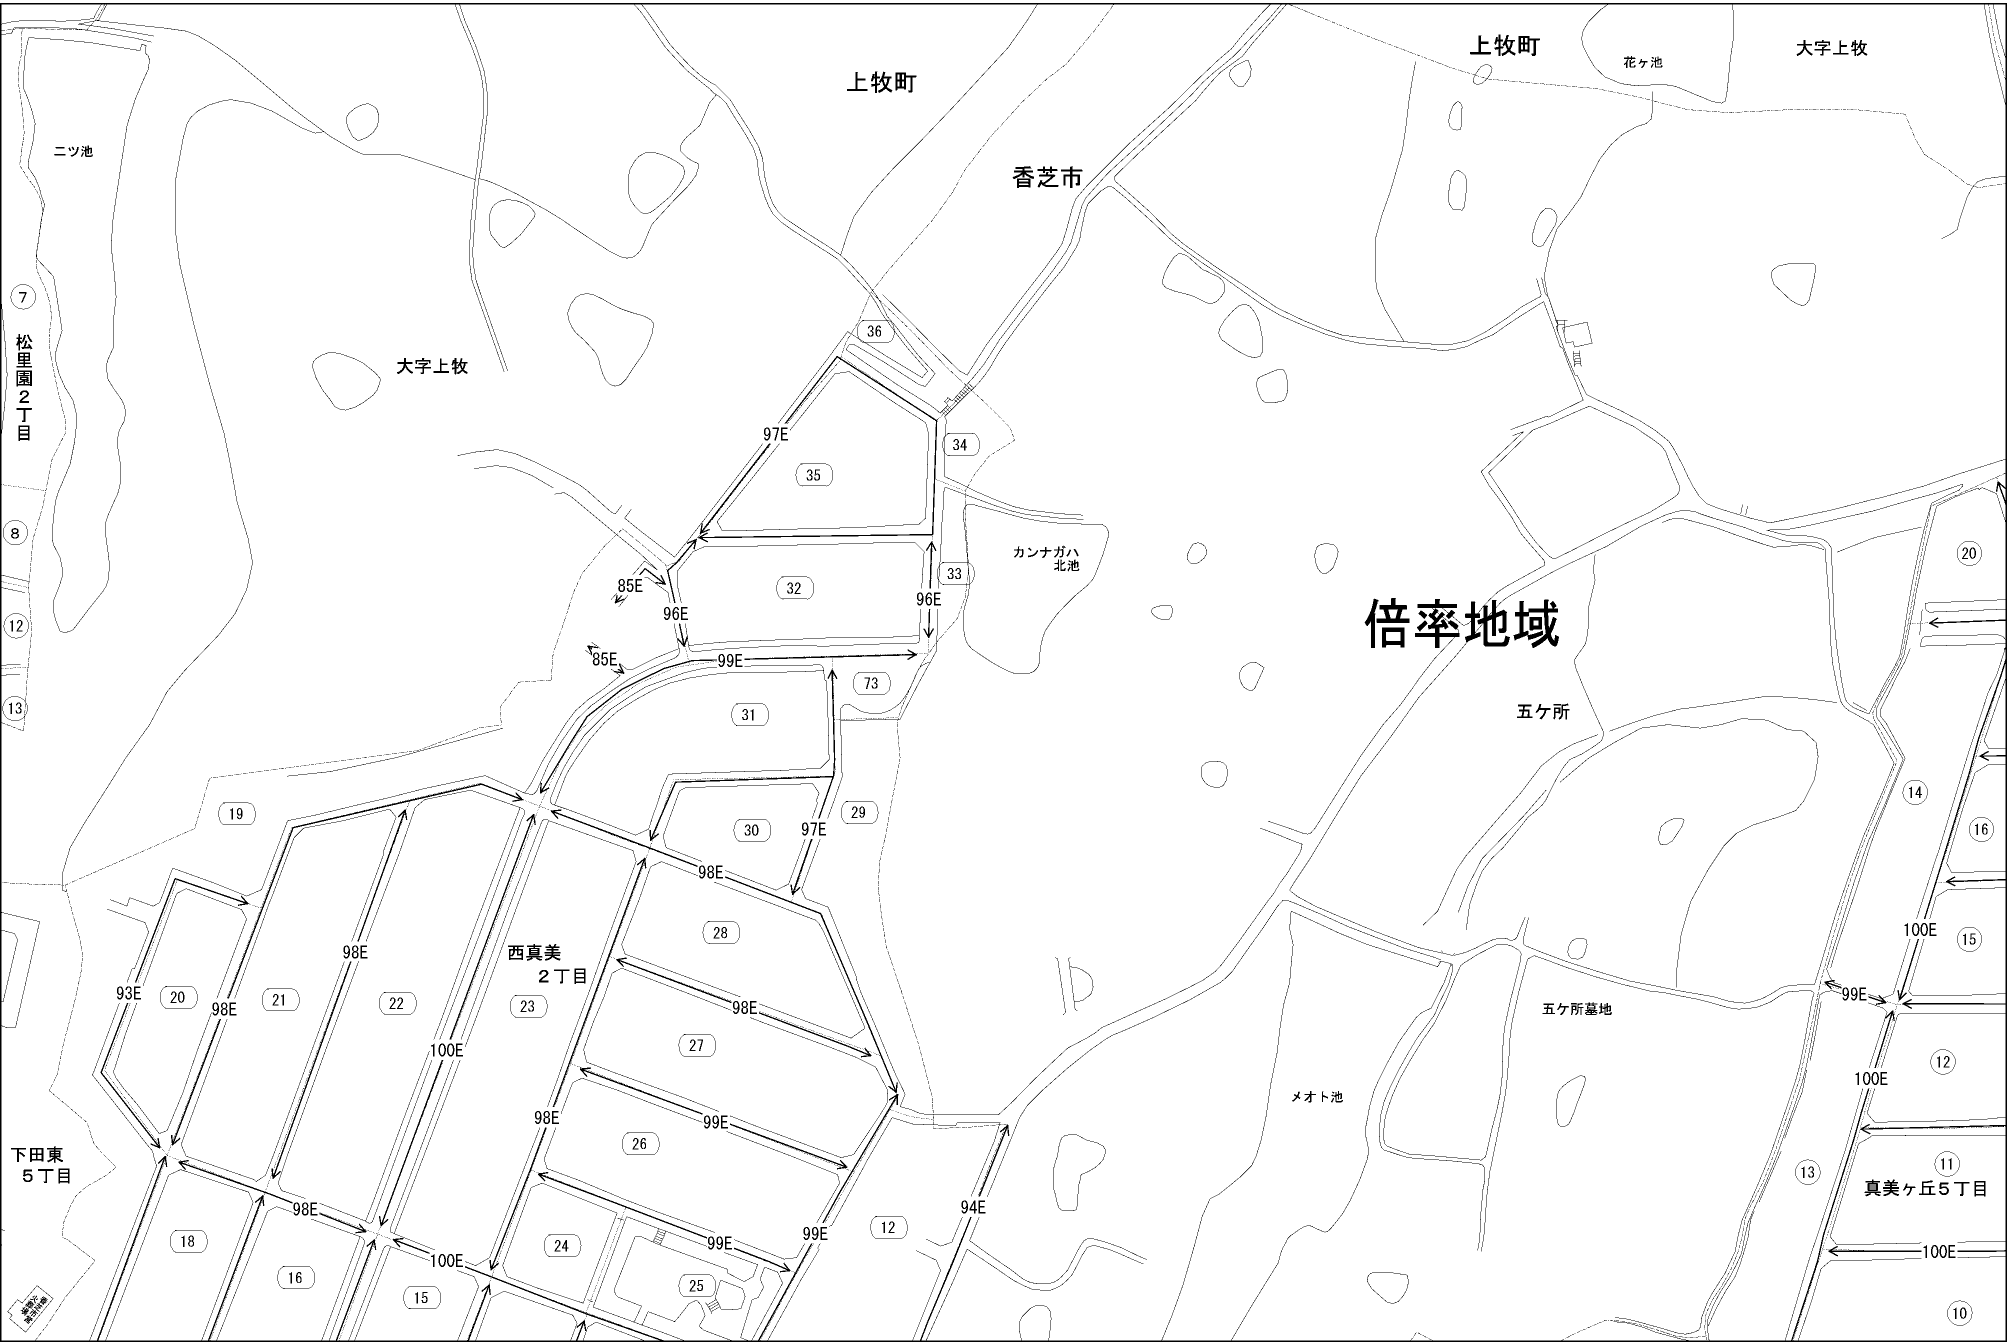 上牧町
上牧町
花ヶ池
大字上牧
二ツ池
香芝市
7
松里園2丁目
36
大字上牧
97E
34
35
8
カンナガハ
北池
20
33
32
85E
96E
96E
倍率地域
12
85E
99E
73
13
31
五ケ所
14
19
29
30
97E
16
98E
100E
28
15
西真美
2丁目
98E
93E
20
98E
21
22
23
98E
99E
五ケ所墓地
27
100E
12
100E
メオト池
98E
99E
26
下田東
5丁目
11
13
真美ヶ丘5丁目
98E
94E
12
99E
18
24
99E
100E
100E
16
25
15
10